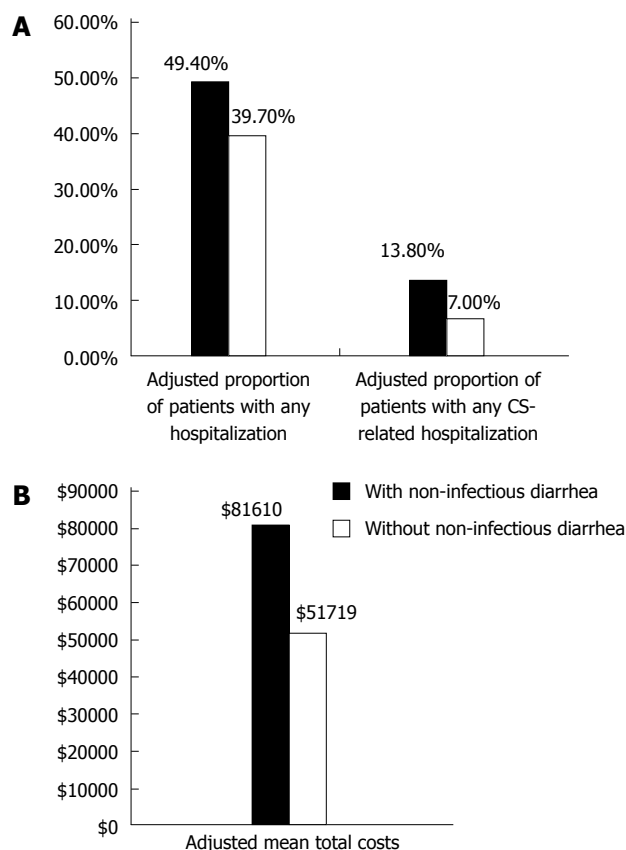 A
60.00%
50.00%
40.00%
30.00%
20.00%
10.00%
0.00%
49.40%
39.70%
13.80%
7.00%
Adjusted proportion
of patients with any
hospitalization
Adjusted proportion of
patients with any CS-
related hospitalization
B
$90000
$80000
$70000
$60000
$50000
$40000
$30000
$20000
$10000
$0
$81610
$51719
With non-infectious diarrhea
Without non-infectious diarrhea
Adjusted mean total costs